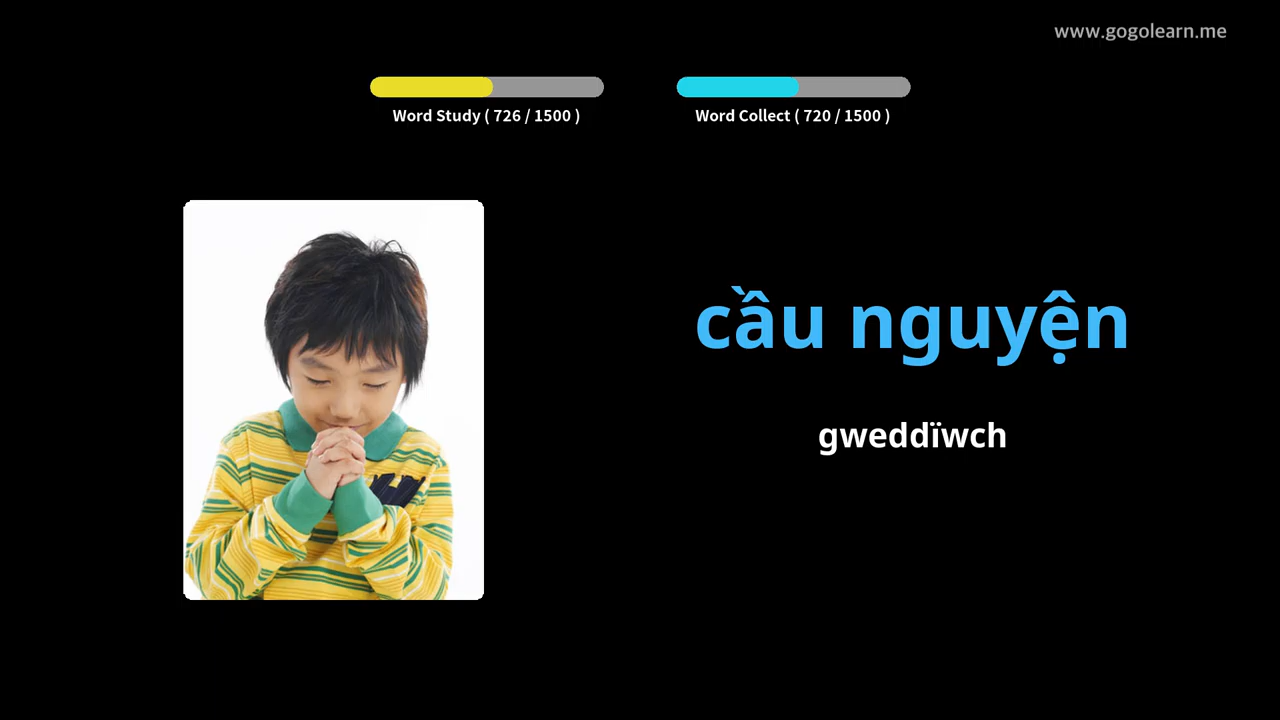 www.gogolearn.me
Word Study ( 726 / 1500 )
Word Collect ( 720 / 1500 )
cầu nguyện
gweddïwch